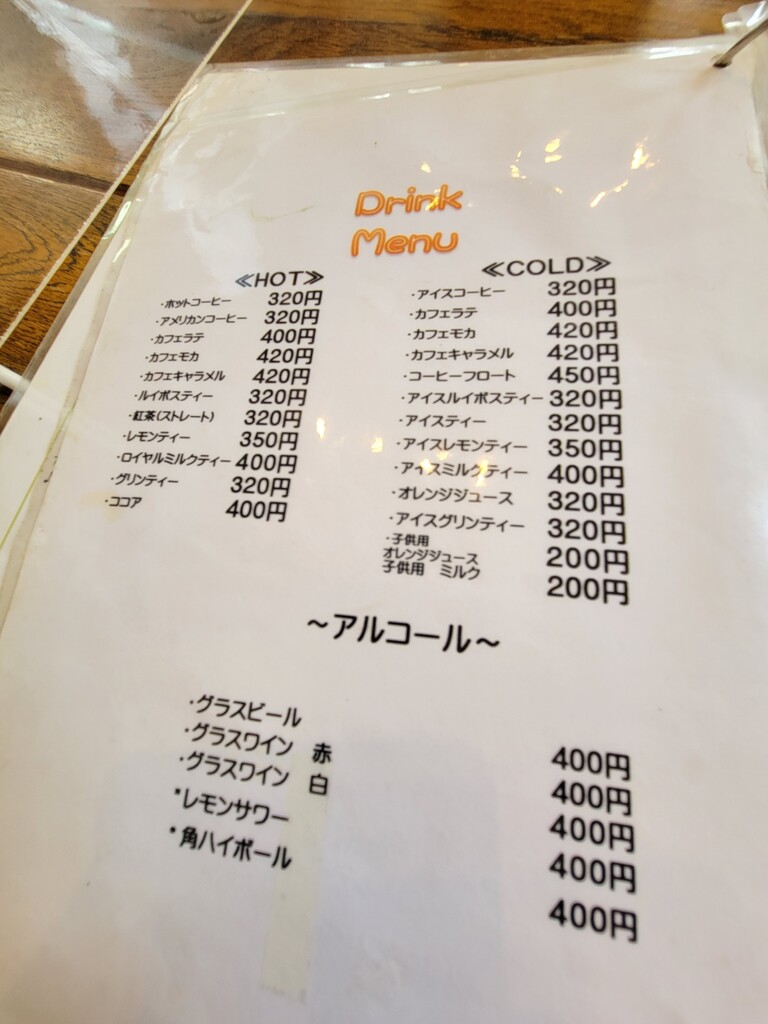 Drink
Menu
≪HOT≫
・ホットコーヒー 320円
・アメリカンコーヒー 320円
・カフェラテ 400円
・カフェモカ 420円
・カフェキャラメル 420円
・ルイボスティー 320円
・紅茶(ストレート) 320円
・レモンティー 350円
・ロイヤルミルクティー 400円
・グリンティー 320円
・ココア 400円
≪COLD≫
・アイスコーヒー 320円
・カフェラテ 400円
・カフェモカ 420円
・カフェキャラメル 420円
・コーヒーフロート 450円
・アイスルイボスティー 320円
・アイスティー 320円
・アイスレモンティー 350円
・アイスミルクティー 400円
・オレンジジュース 320円
・アイスグリンティー 320円
・子供用
オレンジジュース 200円
子供用 ミルク 200円
～アルコール～
・グラスビール 400円
・グラスワイン 赤 400円
・グラスワイン 白 400円
・レモンサワー 400円
・角ハイボール 400円